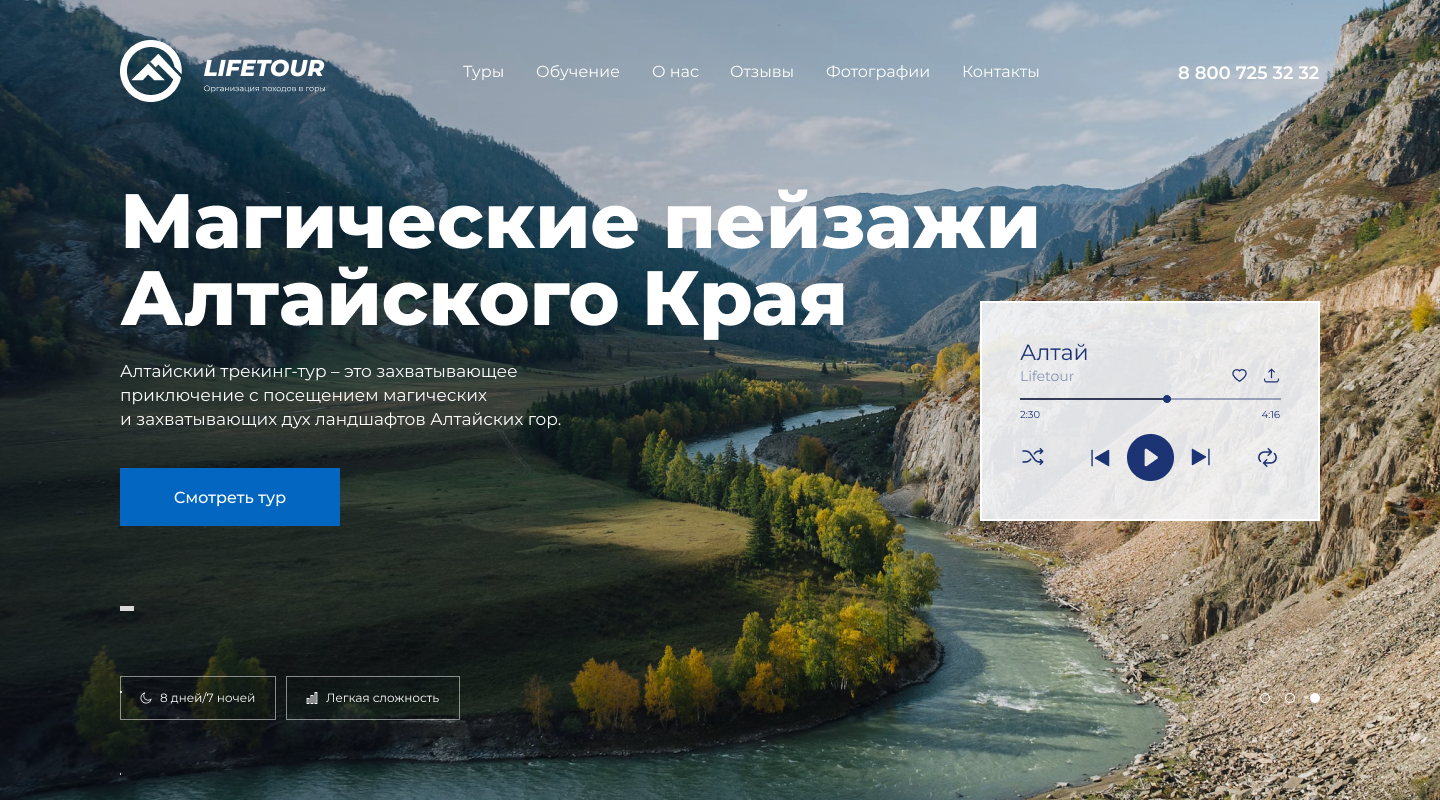 LIFETOUR
Организация походов в горы
Туры
Обучение
О нас
Отзывы
Фотографии
Контакты
8 800 725 32 32
Магические пейзажи
Алтайского Края
Алтайский трекинг-тур – это захватывающее
приключение с посещением магических
и захватывающих дух ландшафтов Алтайских гор.
Смотреть тур
Алтай
Lifetour
2:30
4:16
8 дней/7 ночей
Легкая сложность